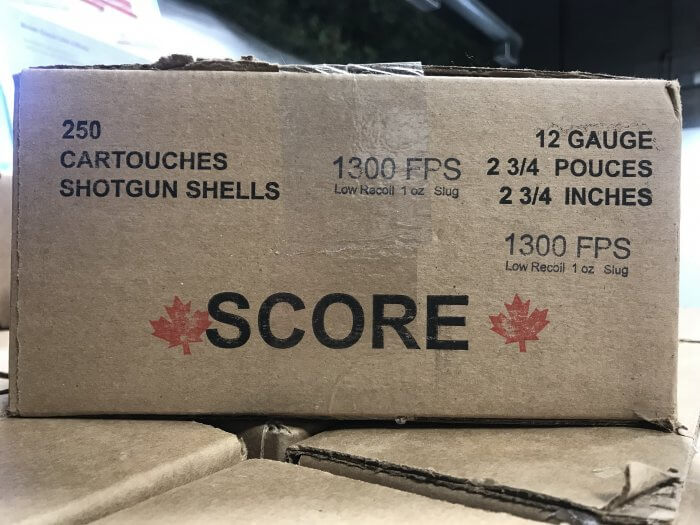 250
CARTOUCHES
SHOTGUN SHELLS
1300 FPS
Low Recoil 1 oz Slug
12 GAUGE
2 3/4 POUCES
2 3/4 INCHES
1300 FPS
Low Recoil 1 oz Slug
SCORE